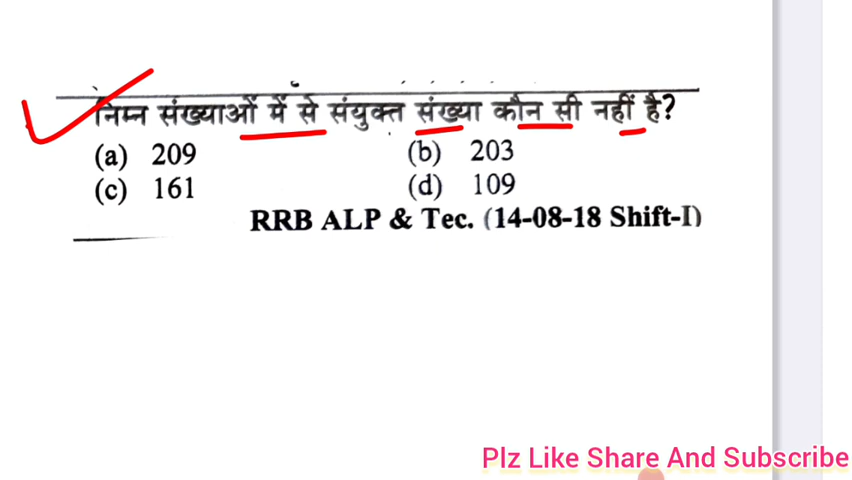 निम्न संख्याओं में से संयुक्त संख्या कौन सी नहीं है?
(a) 209 (b) 203
(c) 161 (d) 109
RRB ALP & Tec. (14-08-18 Shift-I)
Plz Like Share And Subscribe